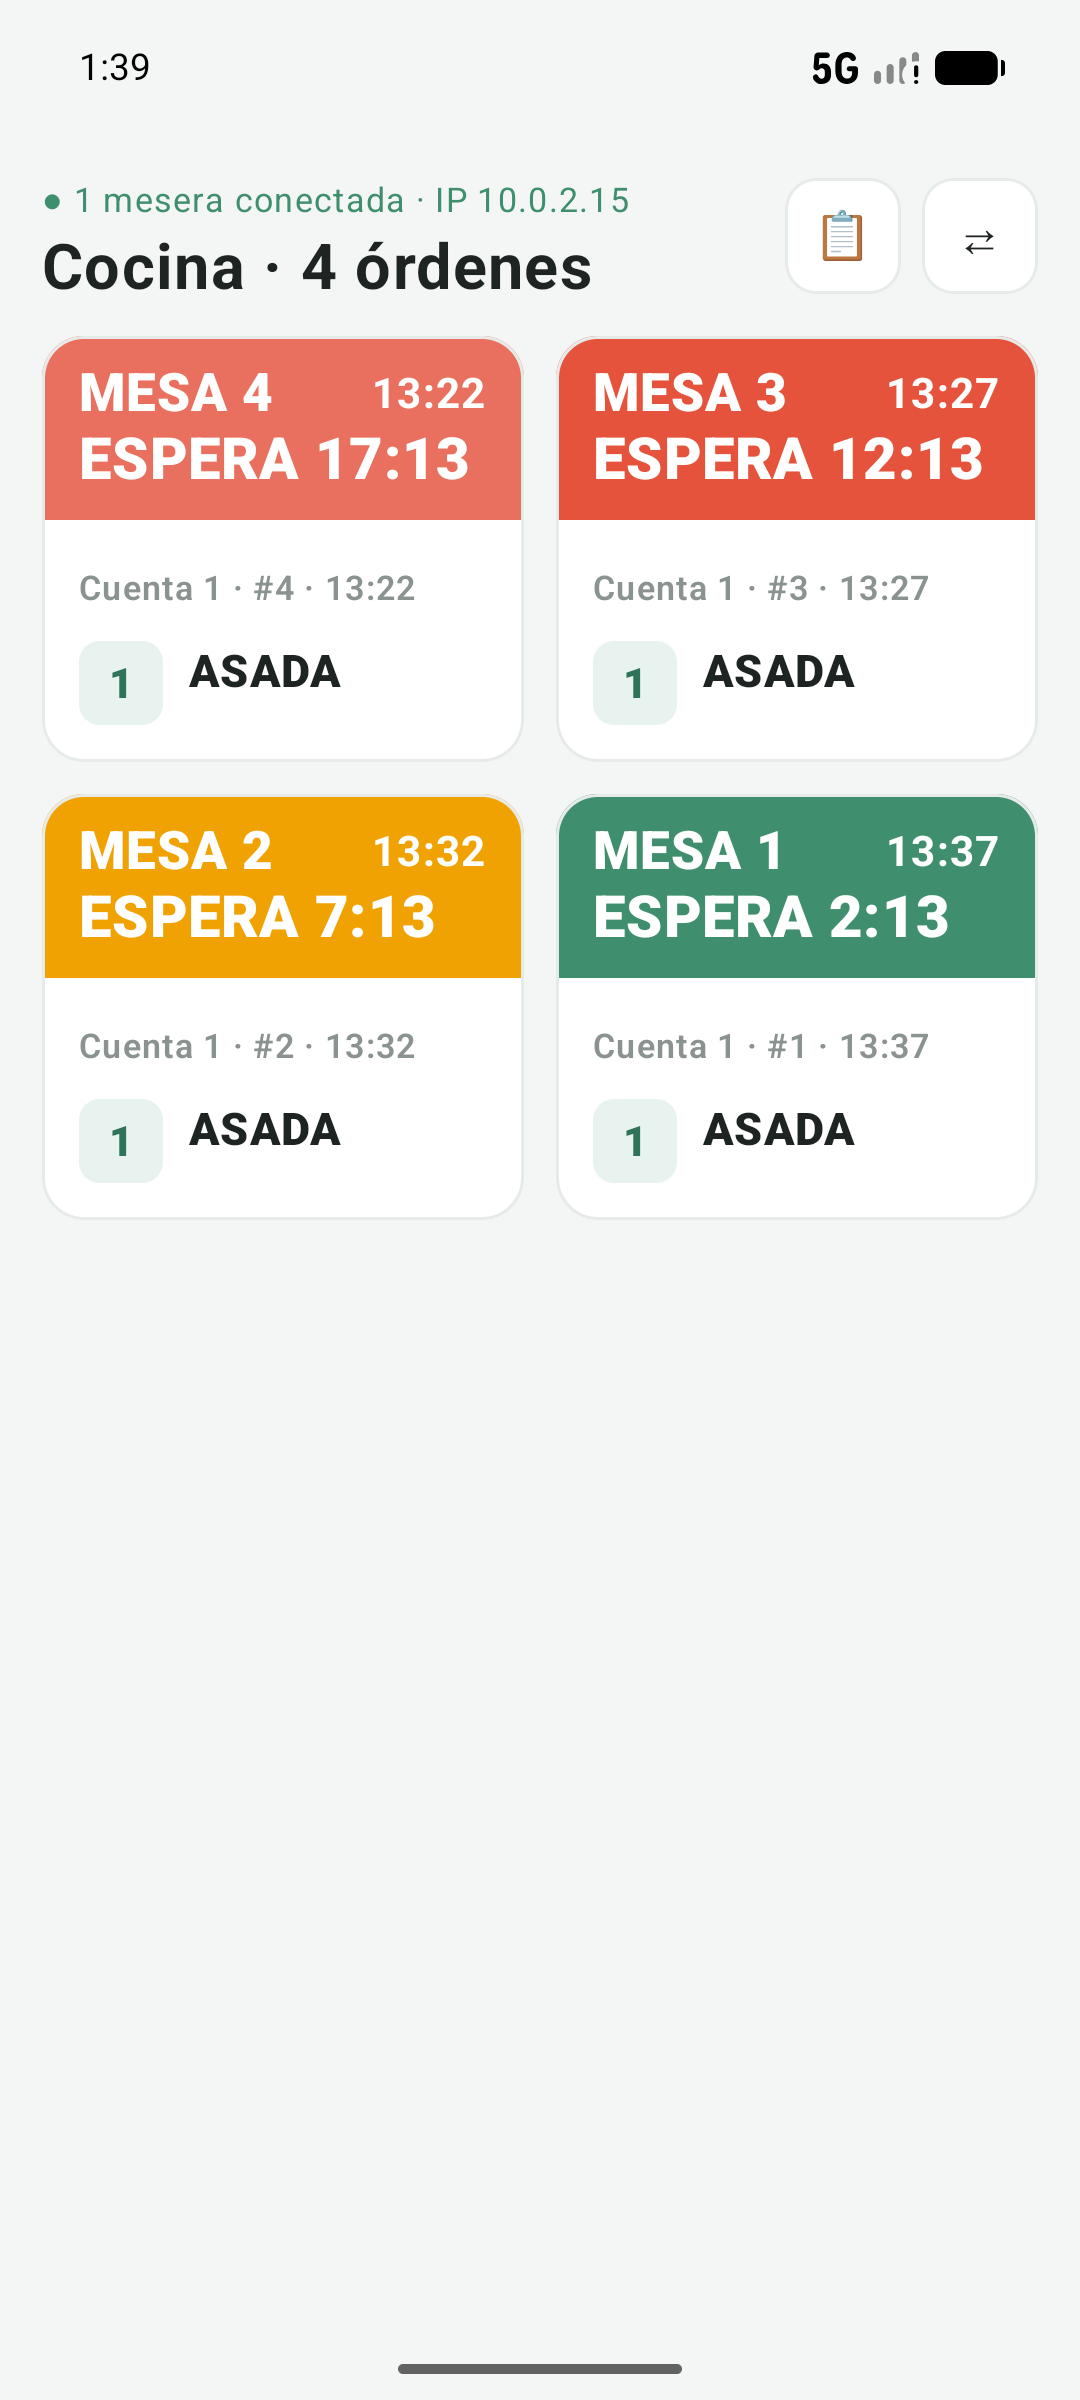 1:39
5G
● 1 mesera conectada · IP 10.0.2.15
Cocina · 4 órdenes
MESA 4 13:22
ESPERA 17:13
Cuenta 1 · #4 · 13:22
1 ASADA
MESA 3 13:27
ESPERA 12:13
Cuenta 1 · #3 · 13:27
1 ASADA
MESA 2 13:32
ESPERA 7:13
Cuenta 1 · #2 · 13:32
1 ASADA
MESA 1 13:37
ESPERA 2:13
Cuenta 1 · #1 · 13:37
1 ASADA